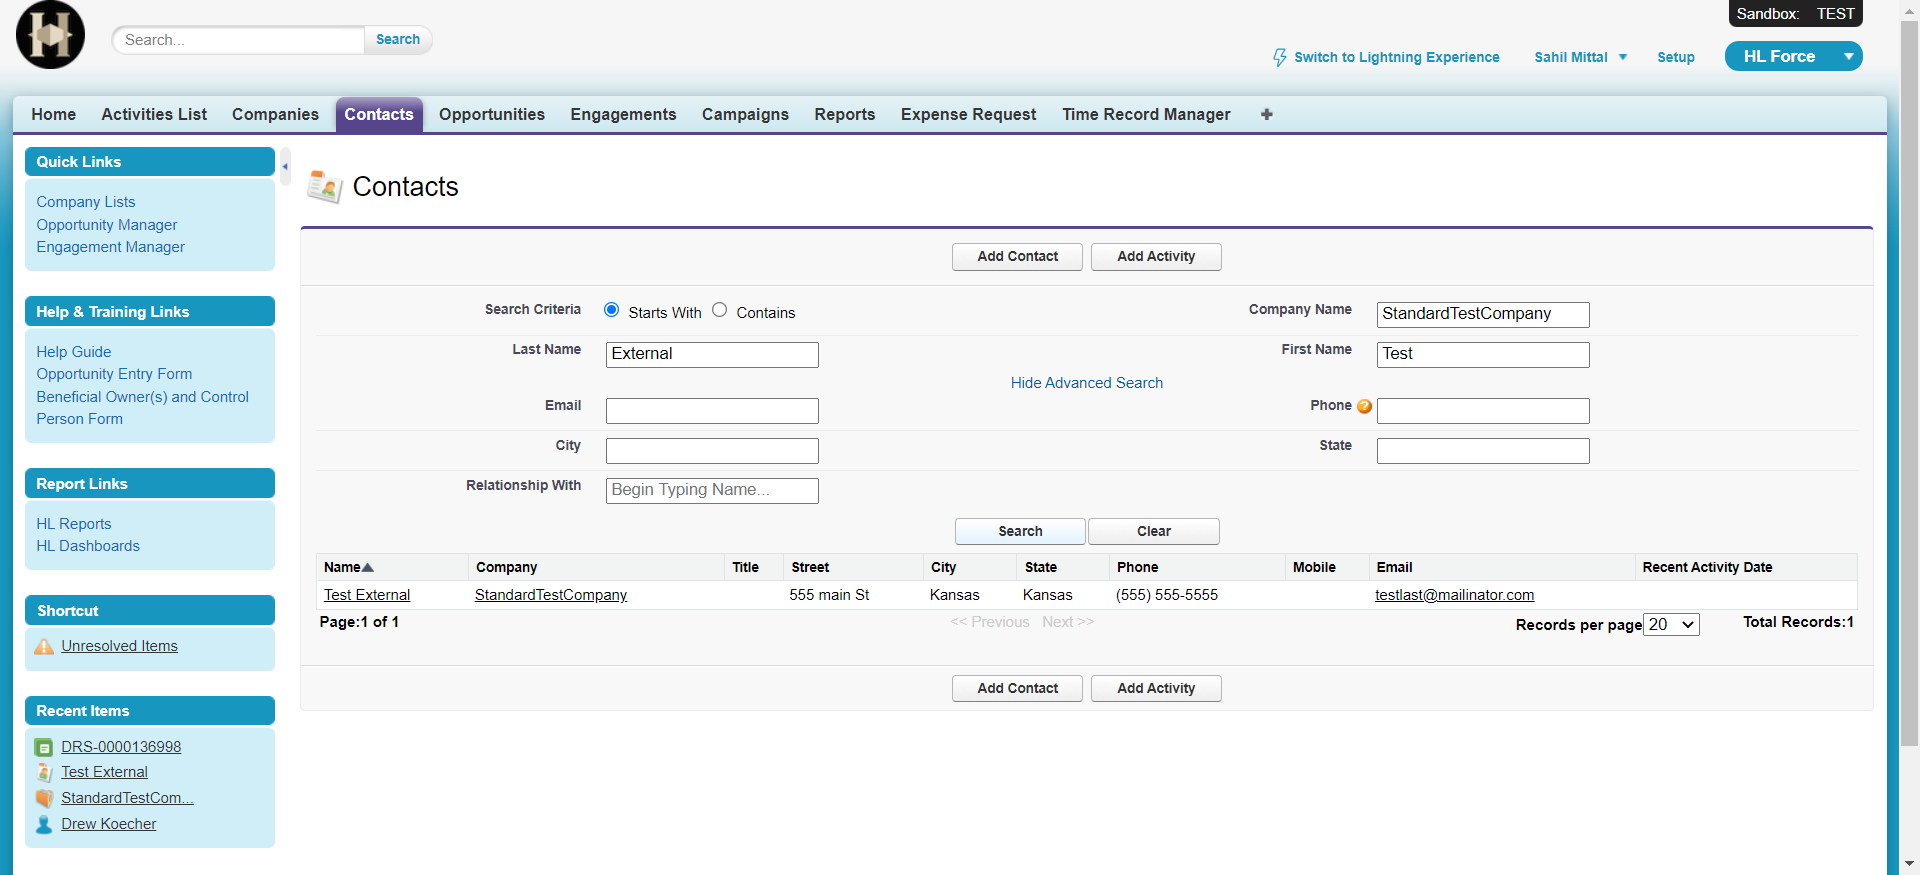 Sandbox: TEST
Search...
Search
Switch to Lightning Experience
Sahil Mittal
Setup
HL Force
Home Activities List Companies Contacts Opportunities Engagements Campaigns Reports Expense Request Time Record Manager
Quick Links
Company Lists
Opportunity Manager
Engagement Manager
Help & Training Links
Help Guide
Opportunity Entry Form
Beneficial Owner(s) and Control
Person Form
Report Links
HL Reports
HL Dashboards
Shortcut
Unresolved Items
Recent Items
DRS-0000136998
Test External
StandardTestCom...
Drew Koecher
Contacts
Add Contact Add Activity
Search Criteria Starts With Contains Company Name StandardTestCompany
Last Name External First Name Test
Hide Advanced Search
Email Phone
City State
Relationship With Begin Typing Name...
Search Clear
Name Company Title Street City State Phone Mobile Email Recent Activity Date
Test External StandardTestCompany 555 main St Kansas Kansas (555) 555-5555 testlast@mailinator.com
Page:1 of 1 << Previous Next >> Records per page 20 Total Records:1
Add Contact Add Activity